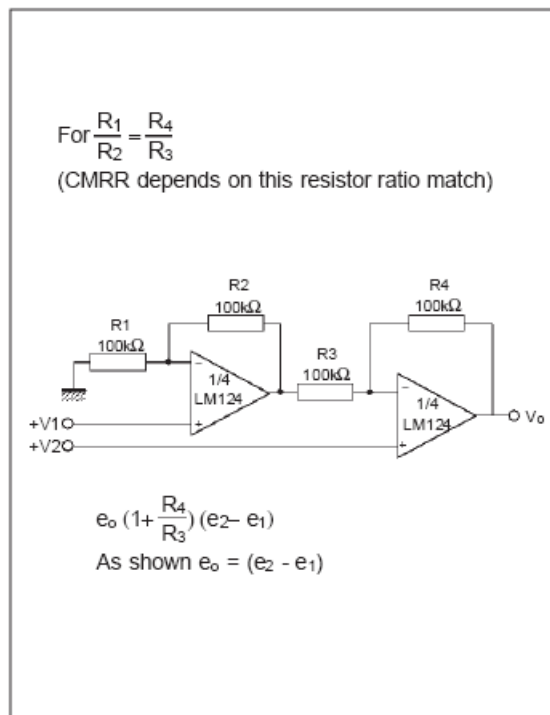 For R1/R2 = R4/R3
(CMRR depends on this resistor ratio match)
R2
100kΩ
R4
100kΩ
R1
100kΩ
R3
100kΩ
1/4
LM124
1/4
LM124
+V1
+V2
Vo
eo (1+ R4/R3) (e2– e1)
As shown eo = (e2 - e1)